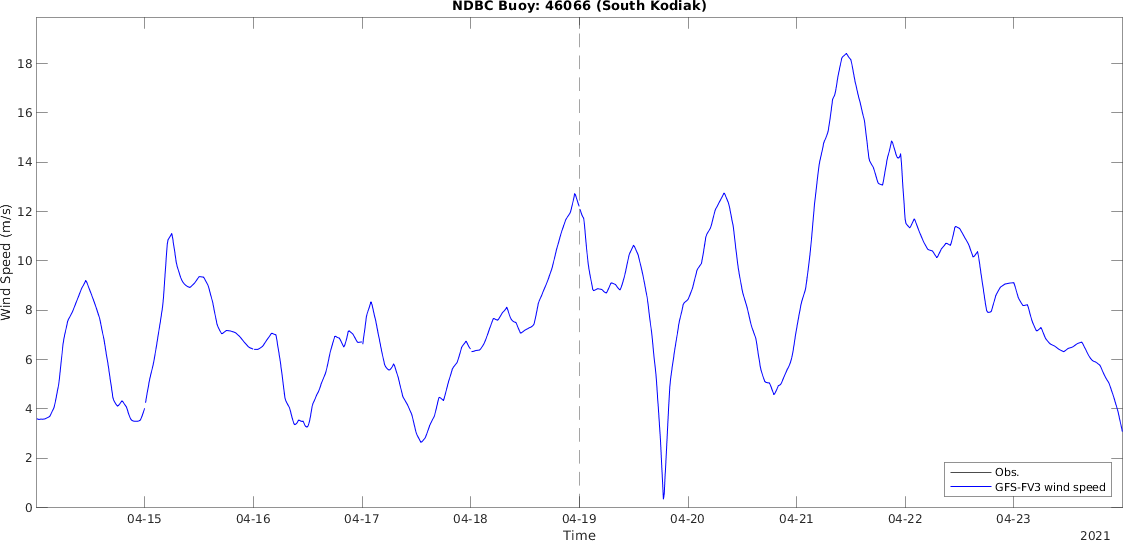 NDBC Buoy: 46066 (South Kodiak)
Wind Speed (m/s)
18
16
14
12
10
8
6
4
2
0
04-15 04-16 04-17 04-18 04-19 04-20 04-21 04-22 04-23
Time
2021
Obs.
GFS-FV3 wind speed